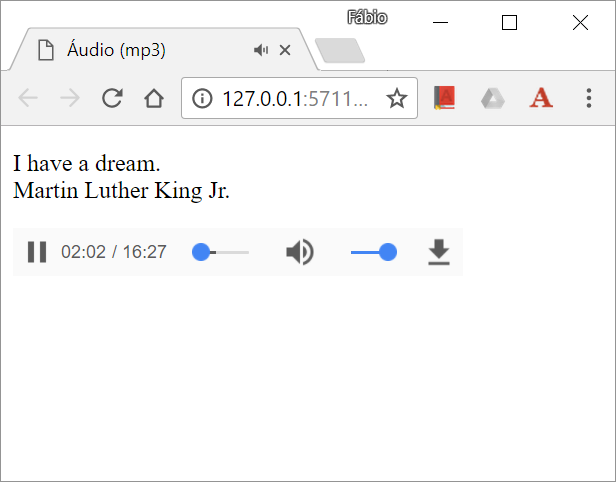 Fábio
Áudio (mp3)
127.0.0.1:5711...
I have a dream.
Martin Luther King Jr.
02:02 / 16:27